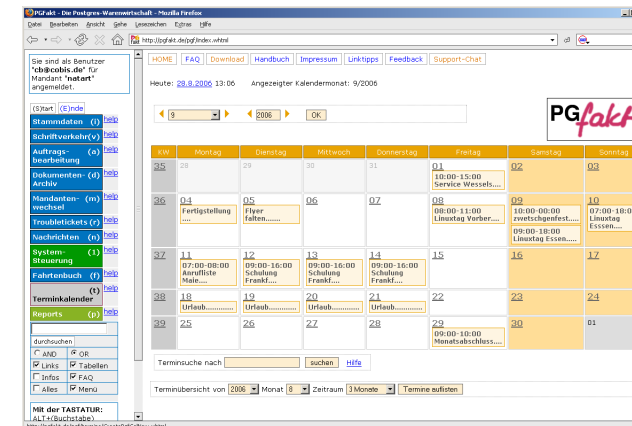 PGFakt - Die Postgres-Warenwirtschaft - Mozilla Firefox
Datei Bearbeiten Ansicht Gehe Lesezeichen Extras Hilfe
http://pgfakt.de/pgf/index.whtml
Sie sind als Benutzer
"cb@cobis.de" für
Mandant "natart"
angemeldet.
HOME FAQ Download Handbuch Impressum Linktipps Feedback Support-Chat
Heute: 28.8.2006 13:06 Angezeigter Kalendermonat: 9/2006
9 2006 OK
PG fakt
(S)tart (E)nde
Stammdaten (i) help
Schriftverkehr(v) help
Auftrags- (a) help
bearbeitung
Dokumenten- (d) help
Archiv
Mandanten- (m) help
wechsel
Troubletickets (r) help
Nachrichten (n) help
System- (1) help
Steuerung
Fahrtenbuch (f) help
(t) help
Terminkalender
Reports (p) help
durchsuchen
AND OR
Links Tabellen
Infos FAQ
Alles Menü
Mit der TASTATUR:
ALT+(Buchstabe)
KW Montag Dienstag Mittwoch Donnerstag Freitag Samstag Sonntag
35 28 29 30 31 01 02 03
10:00-15:00
Service Wessels....
36 04 05 06 07 08 09 10
Fertigstellung
....
Flyer
falten.......
08:00-11:00
Linuxtag Vorber....
10:00-00:00
zwetschgenfest.....
09:00-18:00
Linuxtag Essen.....
07:00-18:0
Linuxtag
Esssen....
37 11 12 13 14 15 16 17
07:00-08:00
Anrufliste
Maie....
09:00-16:00
Schulung
Frankf....
09:00-16:00
Schulung
Frankf....
09:00-16:00
Schulung
Frankf....
38 18 19 20 21 22 23 24
Urlaub.............
Urlaub.............
Urlaub.............
Urlaub.............
39 25 26 27 28 29 30 01
09:00-10:00
Monatsabschluss....
Terminsuche nach suchen Hilfe
Terminübersicht von 2006 Monat 8 Zeitraum 3 Monate Termine auflisten